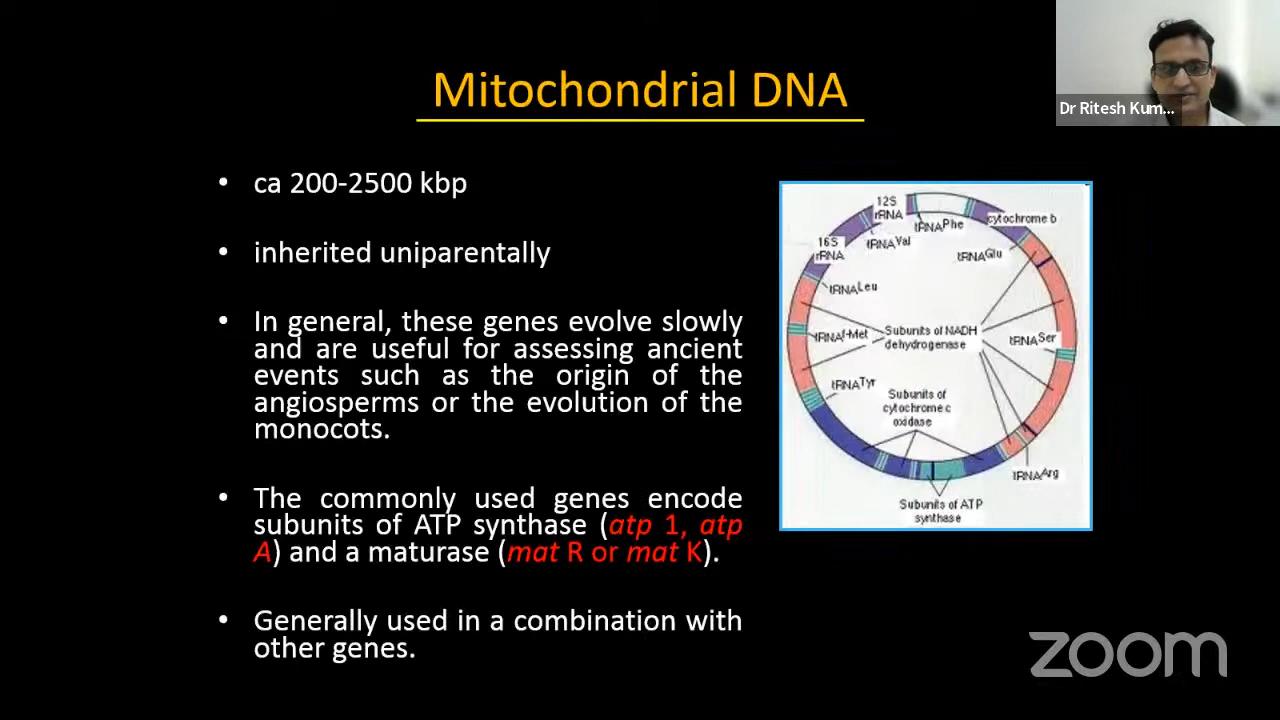 Dr Ritesh Kum...
Mitochondrial DNA
• ca 200-2500 kbp
• inherited uniparentally
• In general, these genes evolve slowly
and are useful for assessing ancient
events such as the origin of the
angiosperms or the evolution of the
monocots.
• The commonly used genes encode
subunits of ATP synthase (atp 1, atp
A) and a maturase (mat R or mat K).
• Generally used in a combination with
other genes.
12S
rRNA
tRNAPhe
cytochrome b
tRNAVal
16S
rRNA
tRNAGlu
tRNALeu
Subunits of NADH
dehydrogenase
tRNAf-Met
tRNASer
tRNATyr
Subunits of
cytochrome c
oxidase
tRNAArg
Subunits of ATP
synthase
zoom